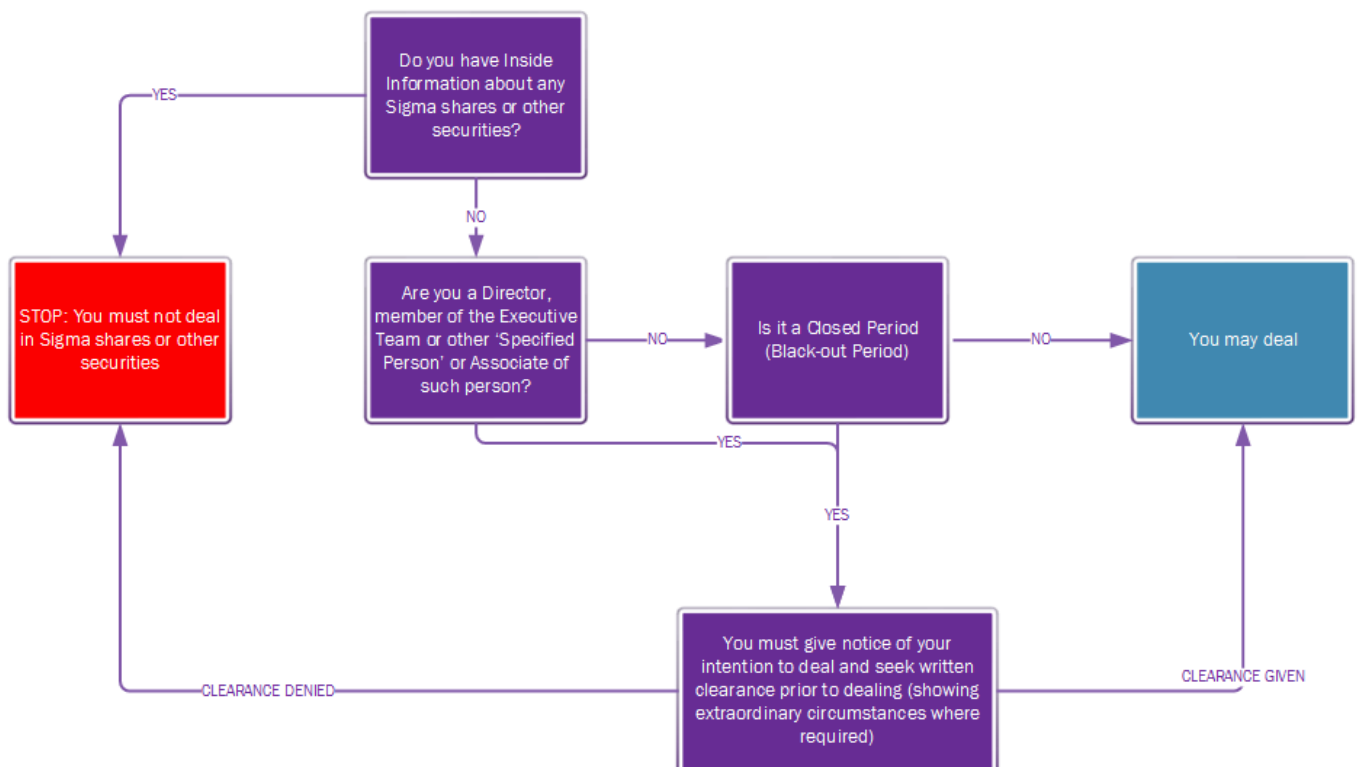 Do you have Inside
Information about any
Sigma shares or other
securities?
YES
NO
STOP: You must not deal
in Sigma shares or other
securities
Are you a Director,
member of the Executive
Team or other ‘Specified
Person’ or Associate of
such person?
NO
Is it a Closed Period
(Black-out Period)
NO
You may deal
YES
YES
You must give notice of your
intention to deal and seek written
clearance prior to dealing (showing
extraordinary circumstances where
required)
CLEARANCE DENIED
CLEARANCE GIVEN